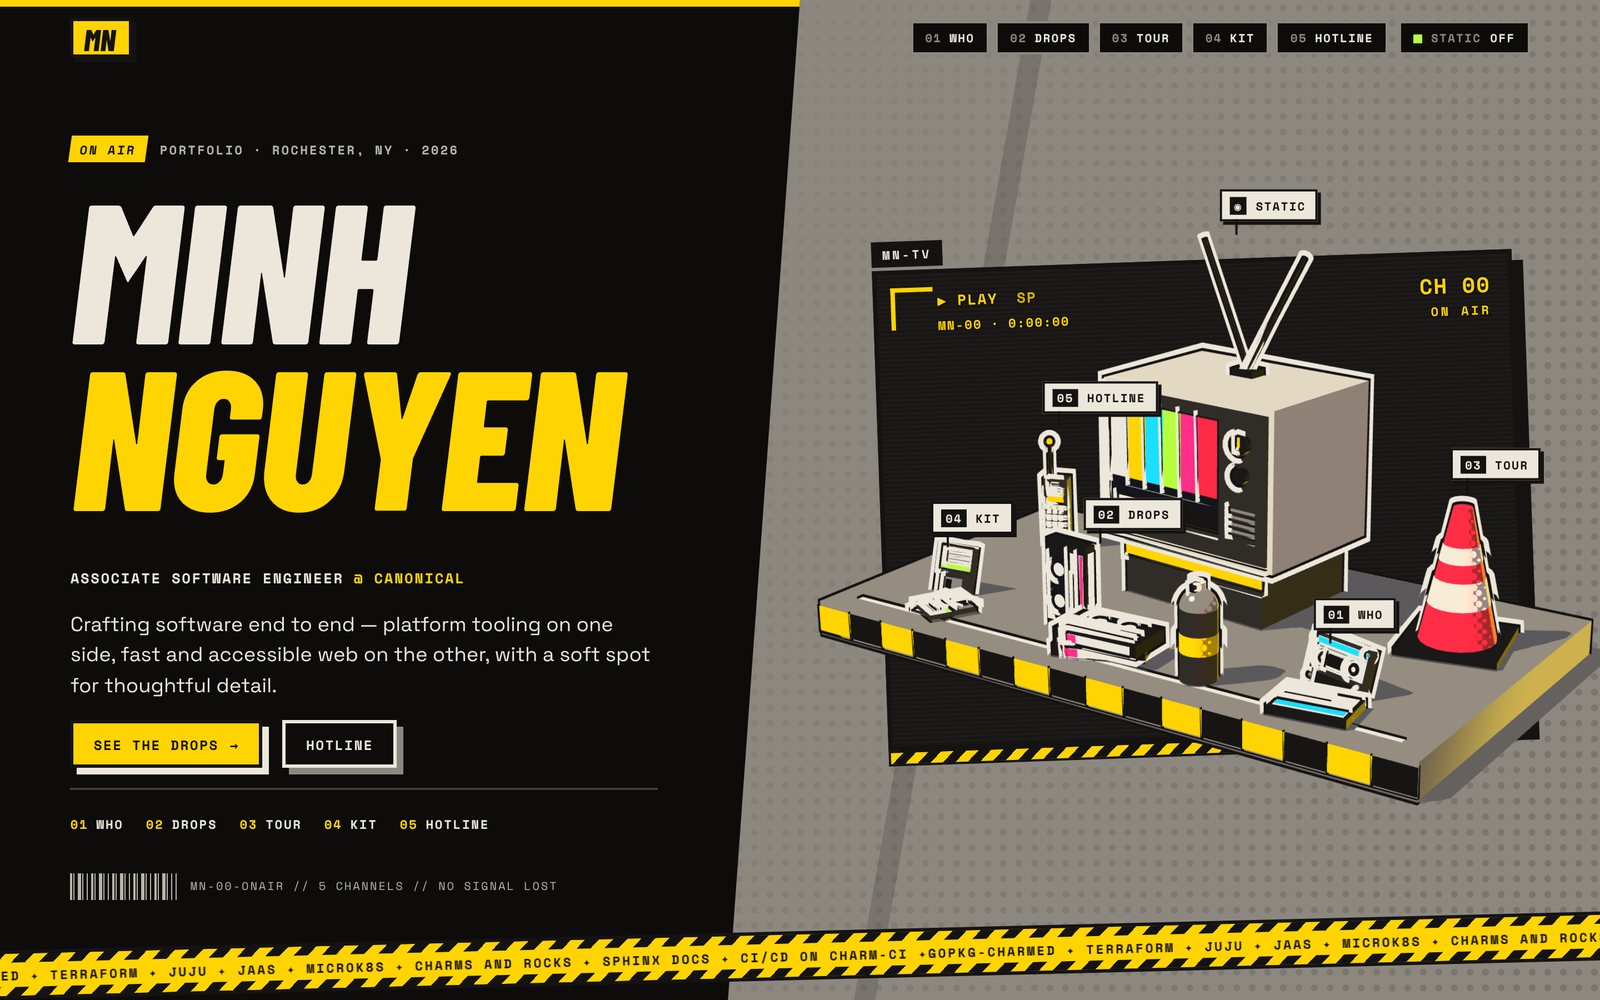 MN
01 WHO
02 DROPS
03 TOUR
04 KIT
05 HOTLINE
STATIC OFF
ON AIR
PORTFOLIO · ROCHESTER, NY · 2026
MINH
NGUYEN
ASSOCIATE SOFTWARE ENGINEER @ CANONICAL
Crafting software end to end — platform tooling on one
side, fast and accessible web on the other, with a soft spot
for thoughtful detail.
SEE THE DROPS →
HOTLINE
01 WHO
02 DROPS
03 TOUR
04 KIT
05 HOTLINE
MN-00-ONAIR // 5 CHANNELS // NO SIGNAL LOST
◉ STATIC
MN-TV
▶ PLAY SP
MN-00 · 0:00:00
CH 00
ON AIR
05 HOTLINE
03 TOUR
04 KIT
02 DROPS
01 WHO
ED ✦ TERRAFORM ✦ JUJU ✦ JAAS ✦ MICROK8S ✦ CHARMS AND ROCKS ✦ SPHINX DOCS ✦ CI/CD ON CHARM-CI ✦GOPKG-CHARMED ✦ TERRAFORM ✦ JUJU ✦ JAAS ✦ MICROK8S ✦ CHARMS AND ROCK